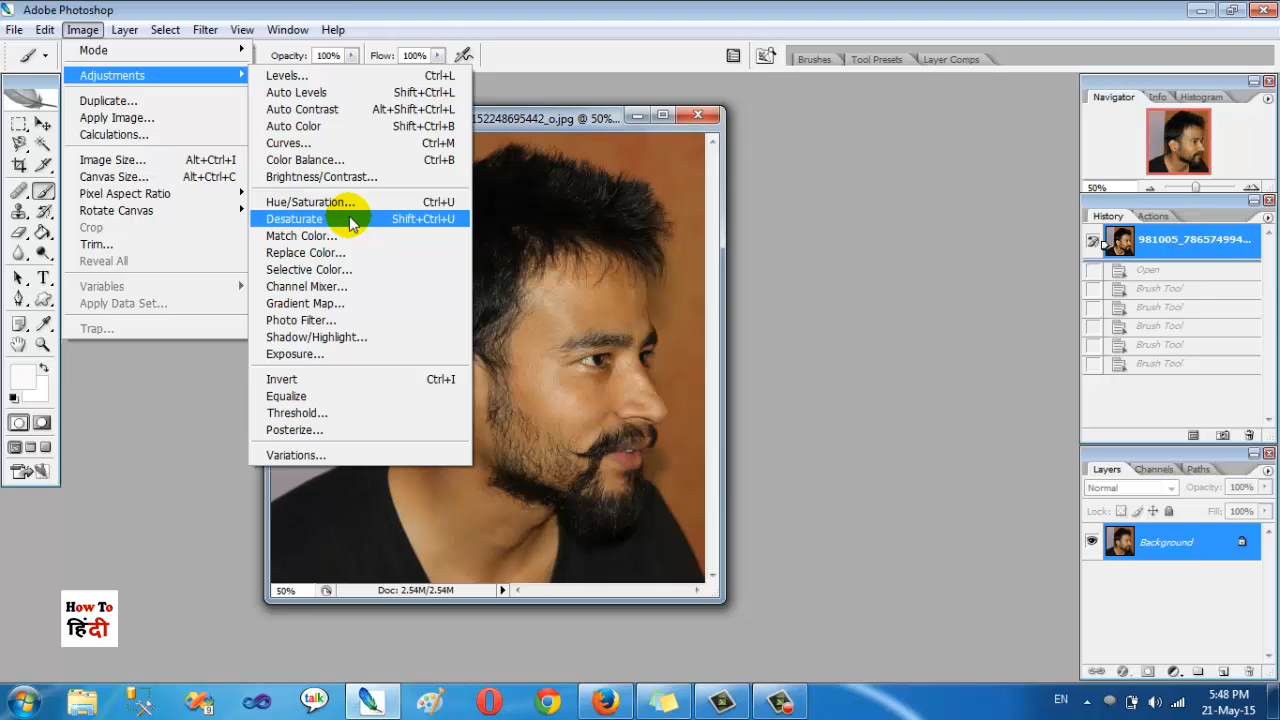 Adobe Photoshop
File Edit Image Layer Select Filter View Window Help
Opacity: 100% Flow: 100% Brushes Tool Presets Layer Comps
Mode
Adjustments
Duplicate...
Apply Image...
Calculations...
Image Size... Alt+Ctrl+I
Canvas Size... Alt+Ctrl+C
Pixel Aspect Ratio
Rotate Canvas
Crop
Trim...
Reveal All
Variables
Apply Data Set...
Trap...
Levels... Ctrl+L
Auto Levels Shift+Ctrl+L
Auto Contrast Alt+Shift+Ctrl+L
Auto Color Shift+Ctrl+B
Curves... Ctrl+M
Color Balance... Ctrl+B
Brightness/Contrast...
Hue/Saturation... Ctrl+U
Desaturate Shift+Ctrl+U
Match Color...
Replace Color...
Selective Color...
Channel Mixer...
Gradient Map...
Photo Filter...
Shadow/Highlight...
Exposure...
Invert Ctrl+I
Equalize
Threshold...
Posterize...
Variations...
152248695442_o.jpg @ 50%...
50% Doc: 2.54M/2.54M
Navigator Info Histogram
50%
History Actions
981005_786574994...
Open
Brush Tool
Brush Tool
Brush Tool
Brush Tool
Brush Tool
Layers Channels Paths
Normal Opacity: 100%
Lock: Fill: 100%
Background
How To
हिंदी
talk
EN
5:48 PM
21-May-15